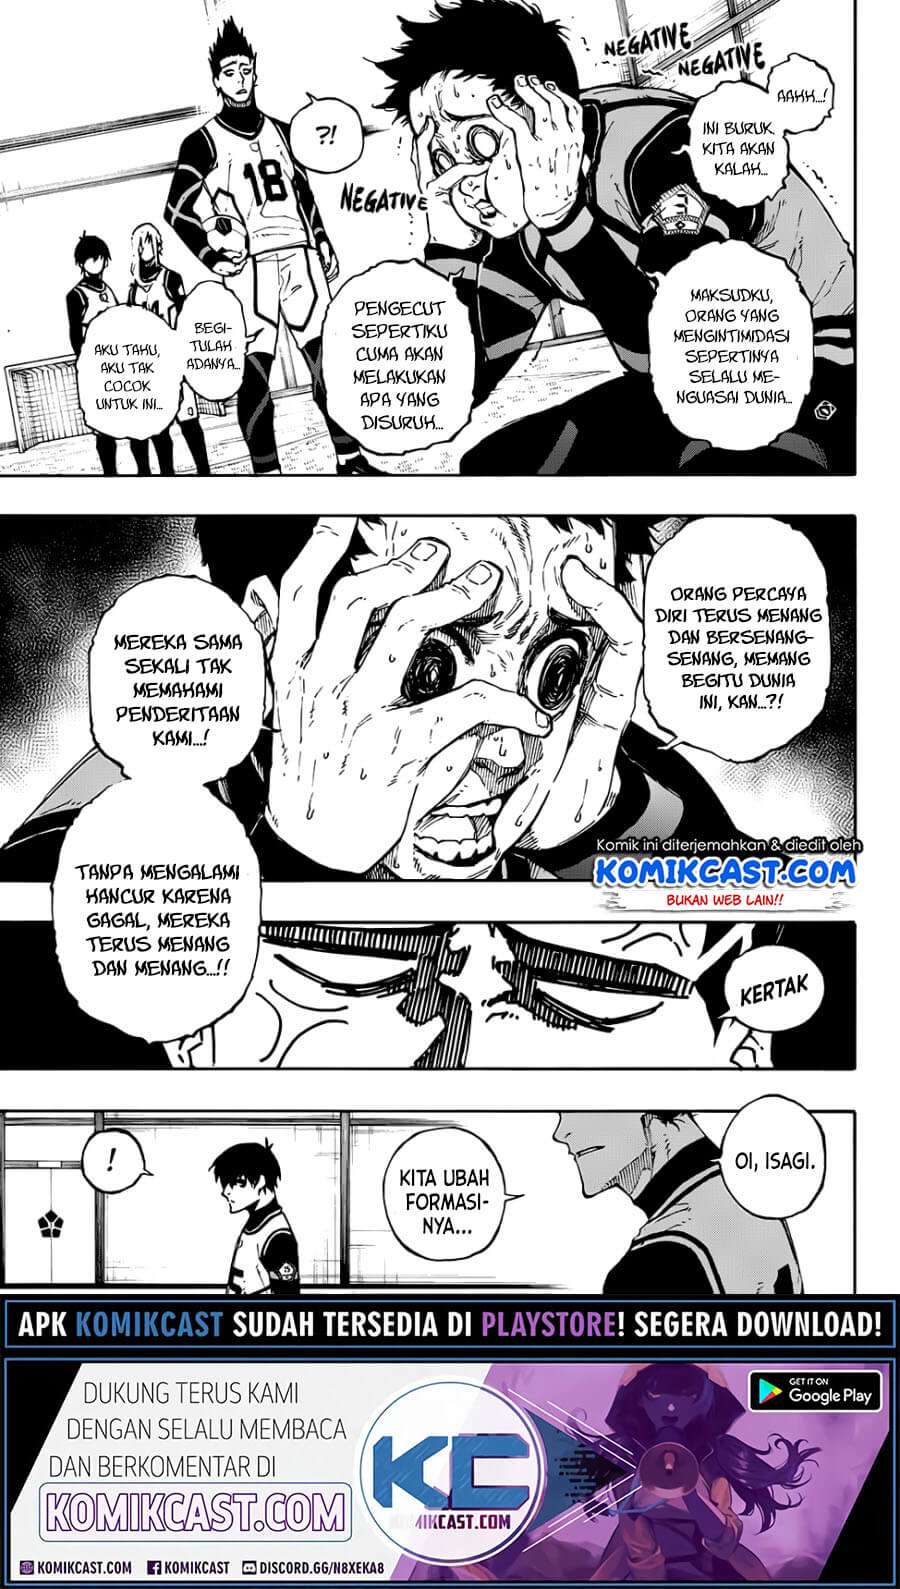 NEGATIVE
NEGATIVE
AAHH...!
INI BURUK.
KITA AKAN
KALAH...
?!
18
NEGATIVE
MAKSUDKU,
ORANG YANG
MENGINTIMIDASI
SEPERTINYA
SELALU ME-
NGUASAI DUNIA...
PENGECUT
SEPERTIKU
CUMA AKAN
MELAKUKAN
APA YANG
DISURUH...
BEGI-
TULAH
ADANYA...
AKU TAHU,
AKU TAK
COCOK
UNTUK INI...
ORANG PERCAYA
DIRI TERUS MENANG
DAN BERSENANG-
SENANG, MEMANG
BEGITU DUNIA
INI, KAN...?!
MEREKA SAMA
SEKALI TAK
MEMAHAMI
PENDERITAAN
KAMI...!
TANPA MENGALAMI
HANCUR KARENA
GAGAL, MEREKA
TERUS MENANG
DAN MENANG...!!
Komik ini diterjemahkan & diedit oleh
KOMIKCAST.COM
BUKAN WEB LAIN!!
KERTAK
OI, ISAGI.
KITA UBAH
FORMASI-
NYA...
!
APK KOMIKCAST SUDAH TERSEDIA DI PLAYSTORE! SEGERA DOWNLOAD!
DUKUNG TERUS KAMI
DENGAN SELALU MEMBACA
DAN BERKOMENTAR DI
KOMIKCAST.COM
KC
KOMIKCAST.COM
GET IT ON
Google Play
KOMIKCAST.COM
KOMIKCAST
DISCORD.GG/N8XEKA8